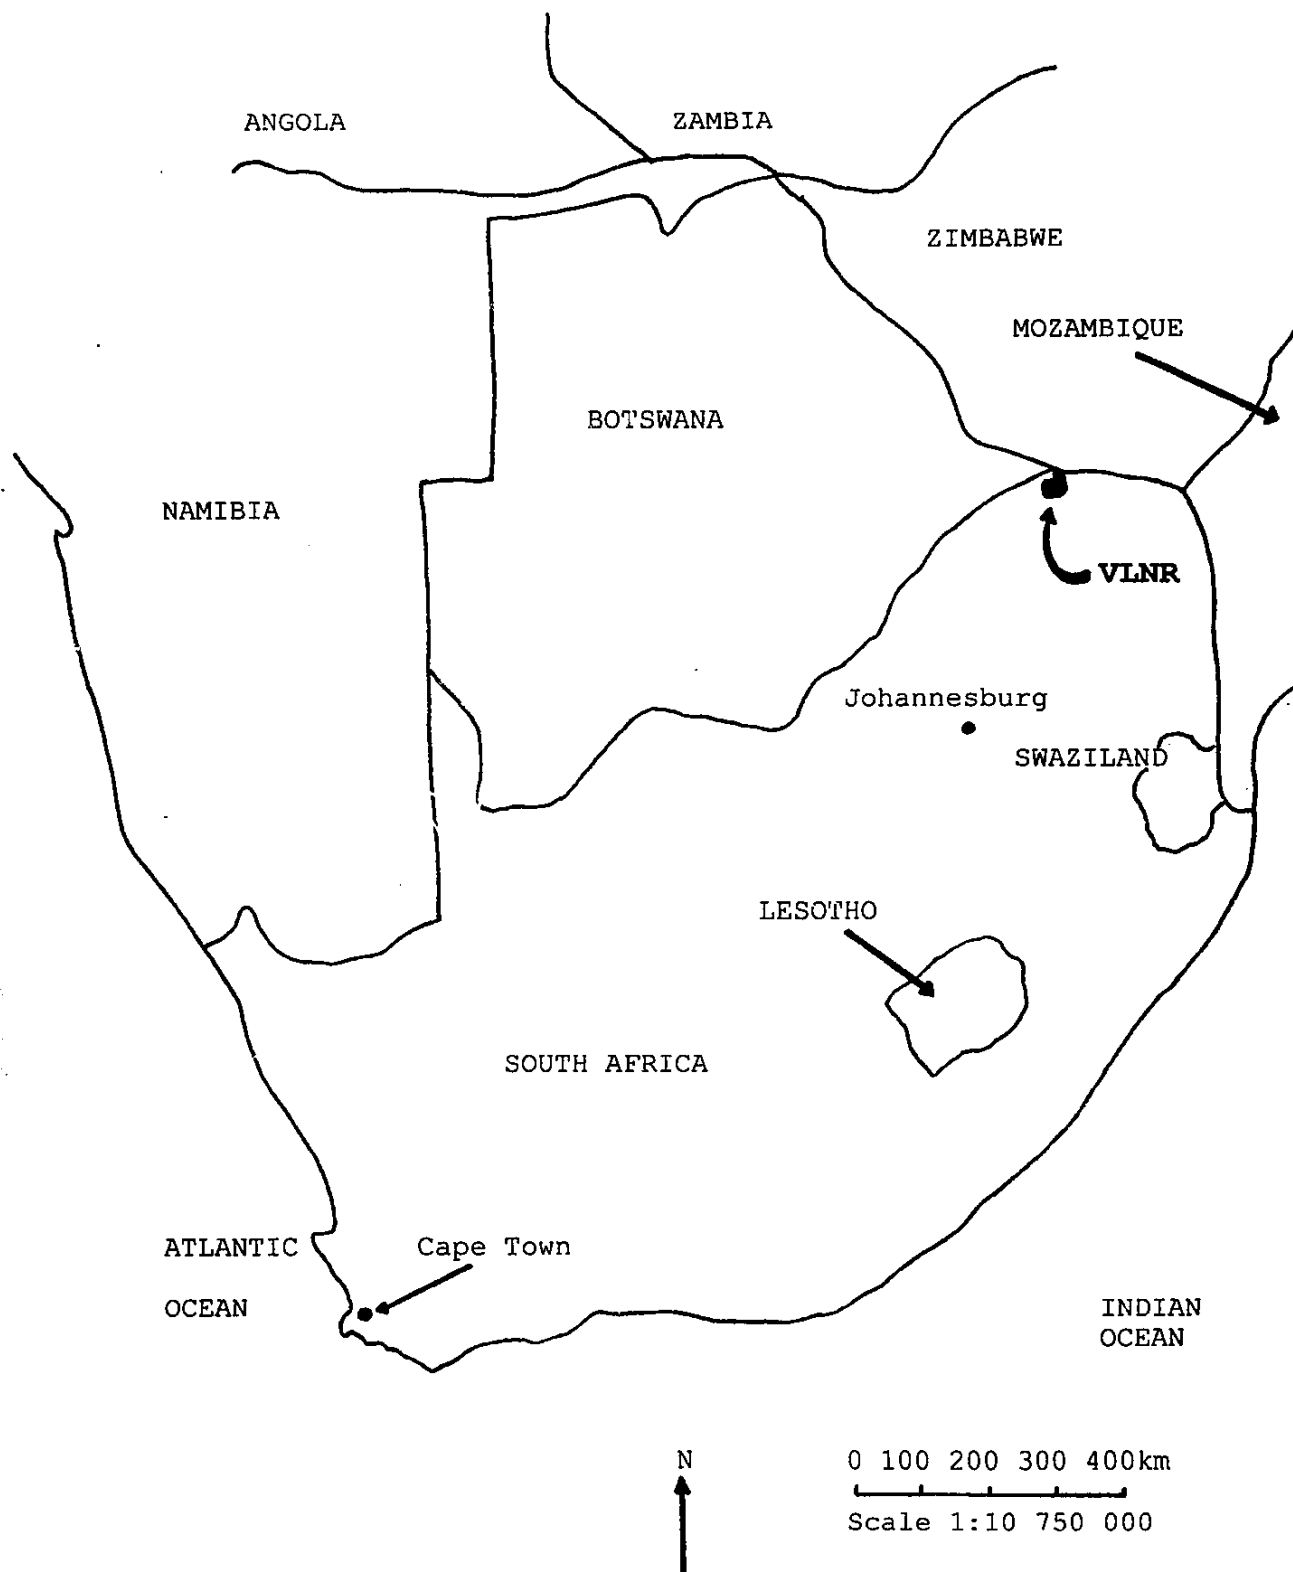 ANGOLA
ZAMBIA
ZIMBABWE
MOZAMBIQUE
BOTSWANA
NAMIBIA
VLNR
Johannesburg
SWAZILAND
LESOTHO
SOUTH AFRICA
ATLANTIC
OCEAN
Cape Town
INDIAN
OCEAN
N
0 100 200 300 400km
Scale 1:10 750 000